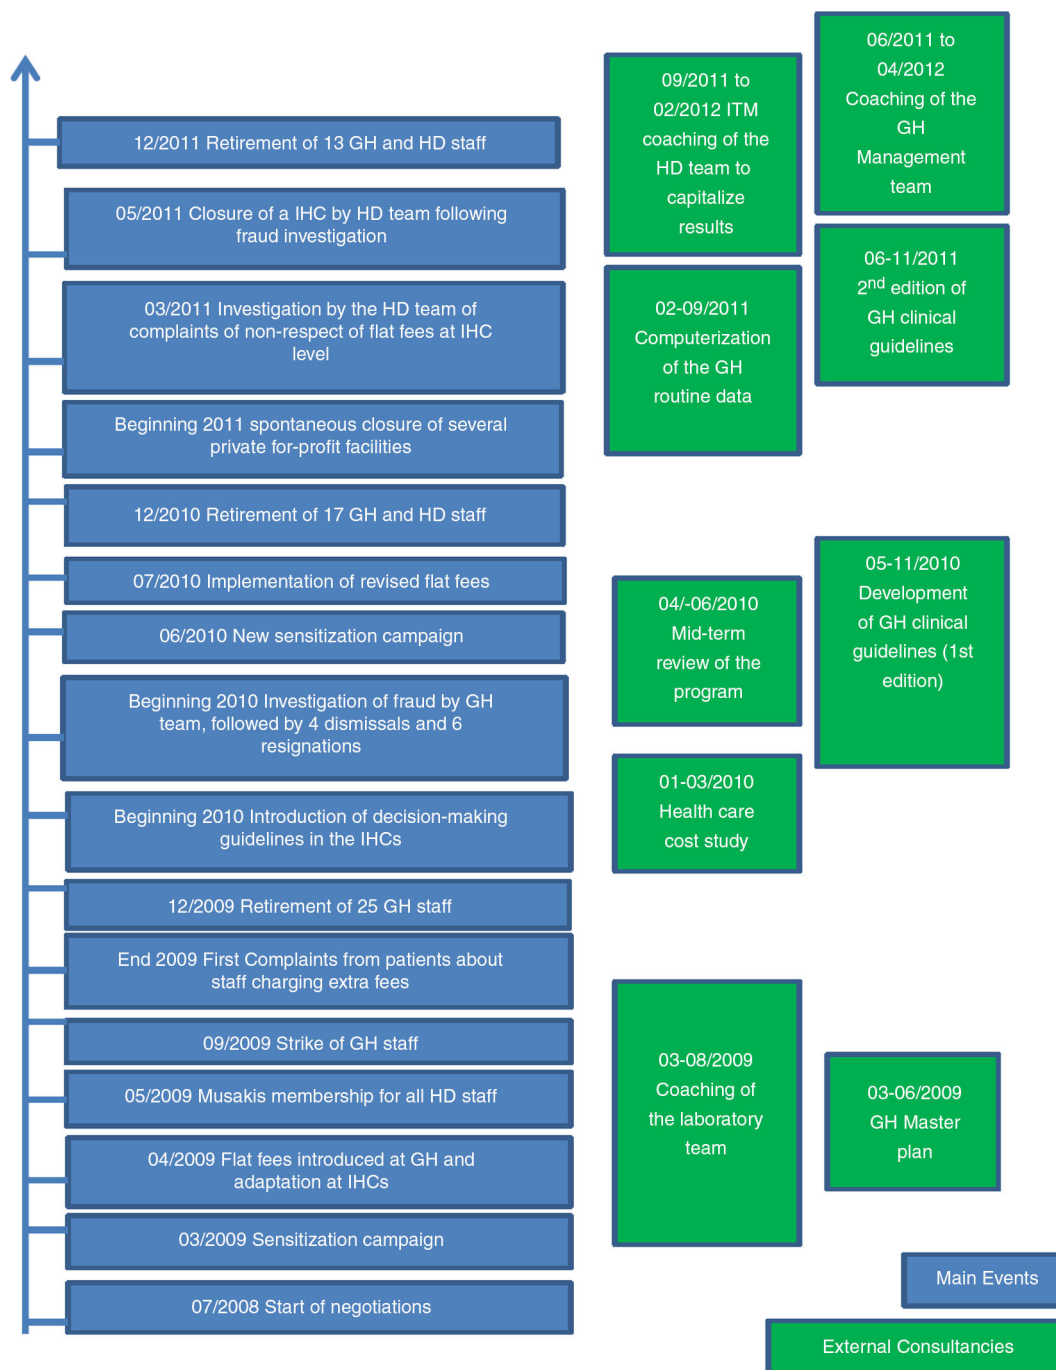 12/2011 Retirement of 13 GH and HD staff
05/2011 Closure of a IHC by HD team following
fraud investigation
03/2011 Investigation by the HD team of
complaints of non-respect of flat fees at IHC
level
Beginning 2011 spontaneous closure of several
private for-profit facilities
12/2010 Retirement of 17 GH and HD staff
07/2010 Implementation of revised flat fees
06/2010 New sensitization campaign
Beginning 2010 Investigation of fraud by GH
team, followed by 4 dismissals and 6
resignations
Beginning 2010 Introduction of decision-making
guidelines in the IHCs
12/2009 Retirement of 25 GH staff
End 2009 First Complaints from patients about
staff charging extra fees
09/2009 Strike of GH staff
05/2009 Musakis membership for all HD staff
04/2009 Flat fees introduced at GH and
adaptation at IHCs
03/2009 Sensitization campaign
07/2008 Start of negotiations
09/2011 to
02/2012 ITM
coaching of the
HD team to
capitalize
results
02-09/2011
Computerization
of the GH
routine data
04/-06/2010
Mid-term
review of the
program
01-03/2010
Health care
cost study
03-08/2009
Coaching of
the laboratory
team
06/2011 to
04/2012
Coaching of the
GH
Management
team
06-11/2011
2nd edition of
GH clinical
guidelines
05-11/2010
Development
of GH clinical
guidelines (1st
edition)
03-06/2009
GH Master
plan
Main Events
External Consultancies